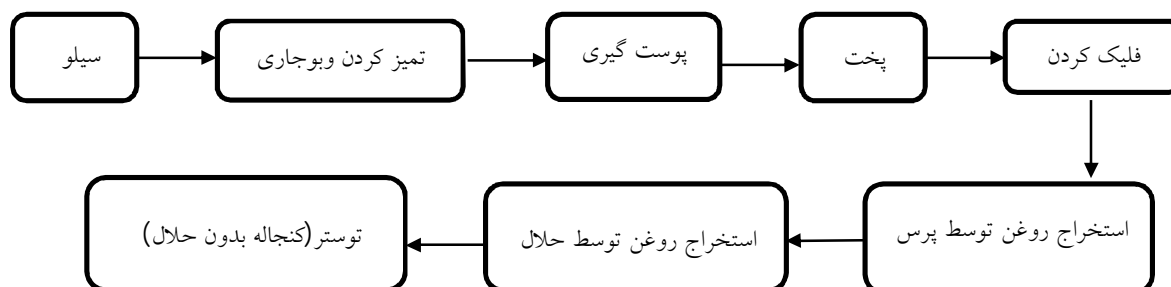 سیلو
تمیز کردن وبوجاری
پوست گیری
پخت
فلیک کردن
استخراج روغن توسط پرس
استخراج روغن توسط حلال
توستر(کنجاله بدون حلال)